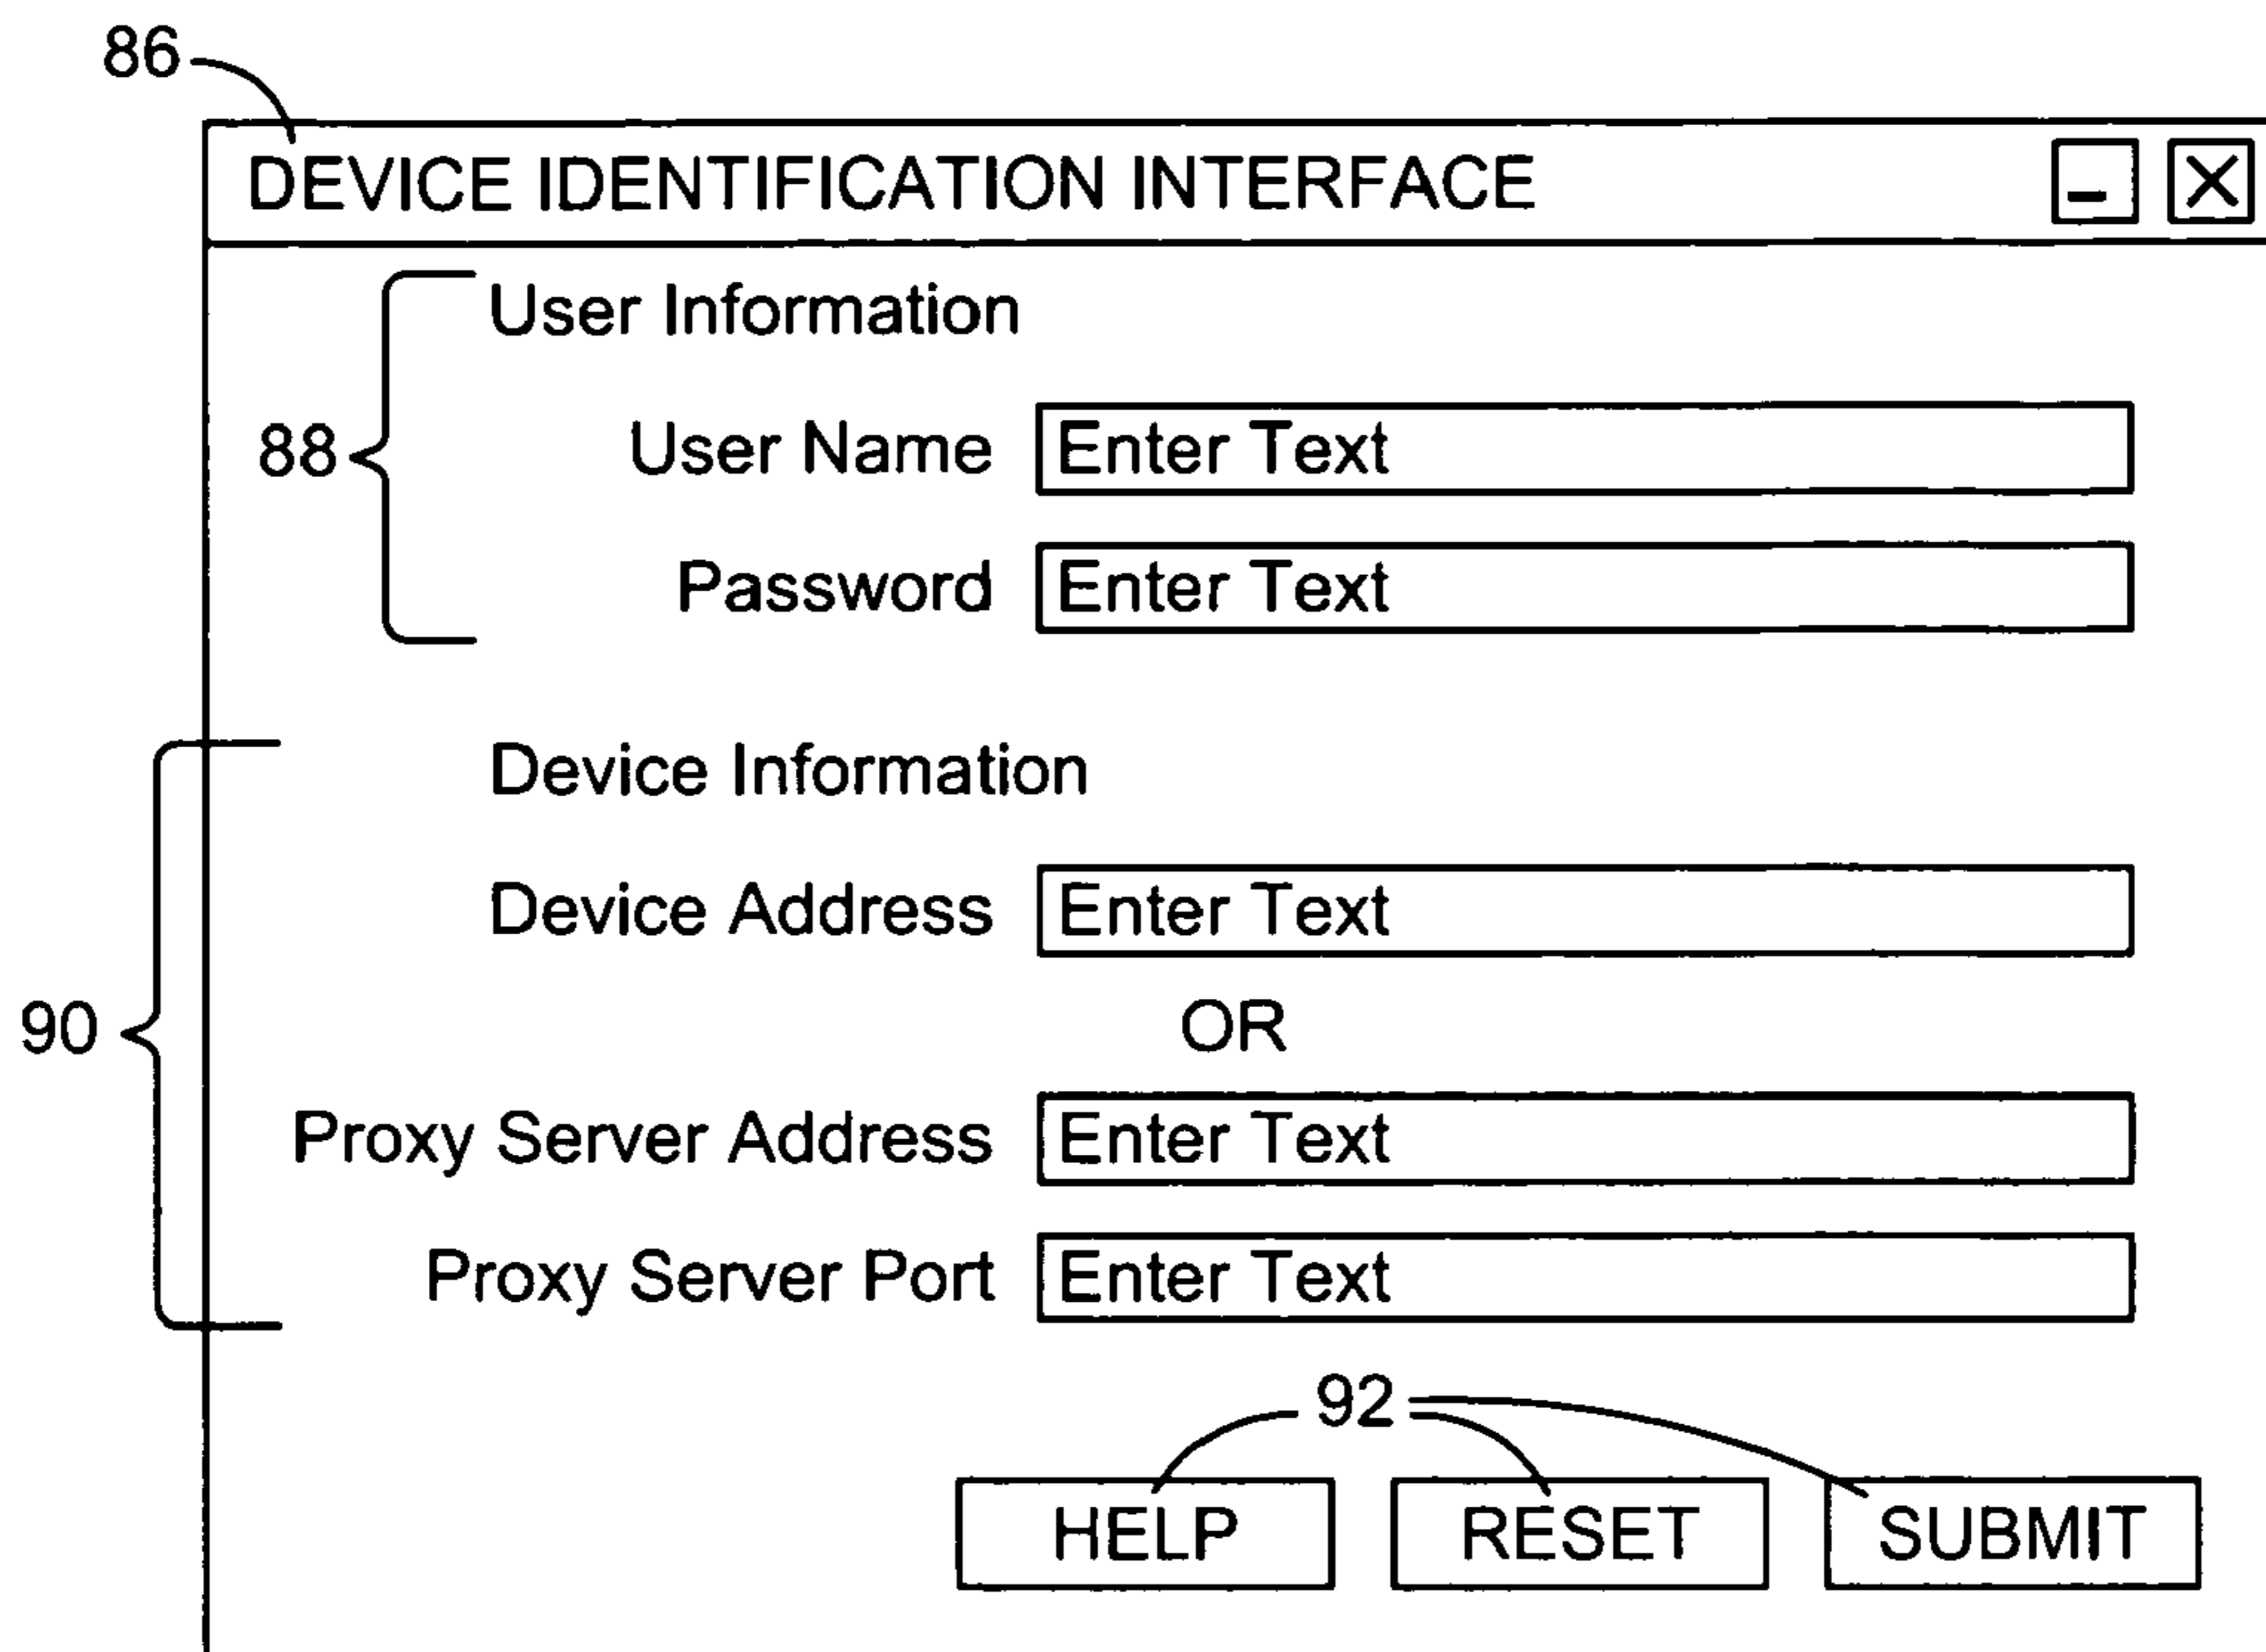 86
DEVICE IDENTIFICATION INTERFACE
User Information
88 User Name Enter Text
Password Enter Text
Device Information
Device Address Enter Text
90 OR
Proxy Server Address Enter Text
Proxy Server Port Enter Text
92
HELP RESET SUBMIT